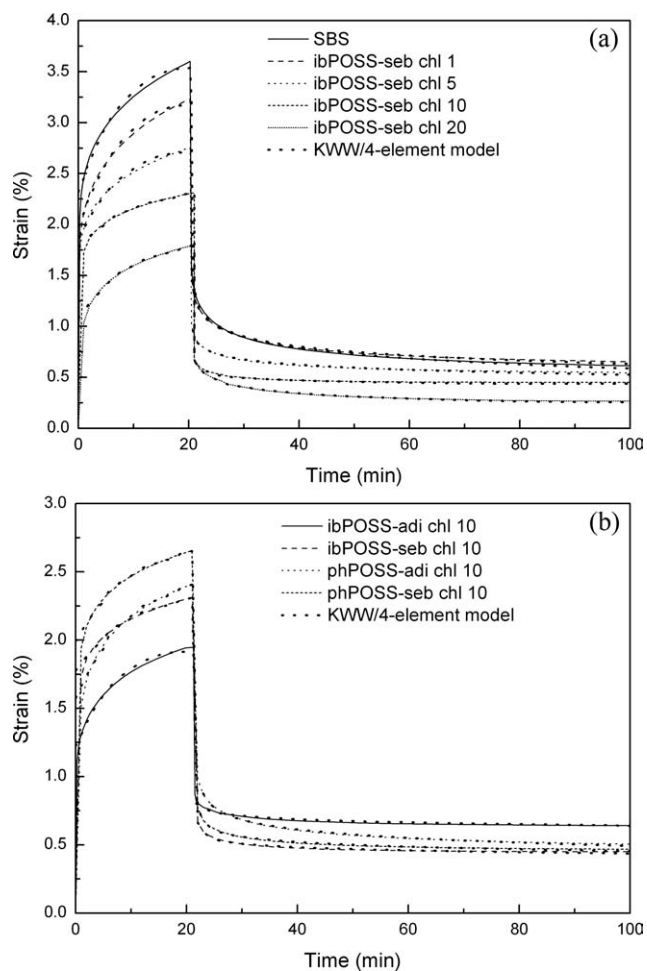 (a)
SBS
ibPOSS-seb chl 1
ibPOSS-seb chl 5
ibPOSS-seb chl 10
ibPOSS-seb chl 20
KWW/4-element model
Strain (%)
4.0
3.5
3.0
2.5
2.0
1.5
1.0
0.5
0.0
0 20 40 60 80 100
Time (min)
(b)
ibPOSS-adi chl 10
ibPOSS-seb chl 10
phPOSS-adi chl 10
phPOSS-seb chl 10
KWW/4-element model
Strain (%)
3.0
2.5
2.0
1.5
1.0
0.5
0.0
0 20 40 60 80 100
Time (min)